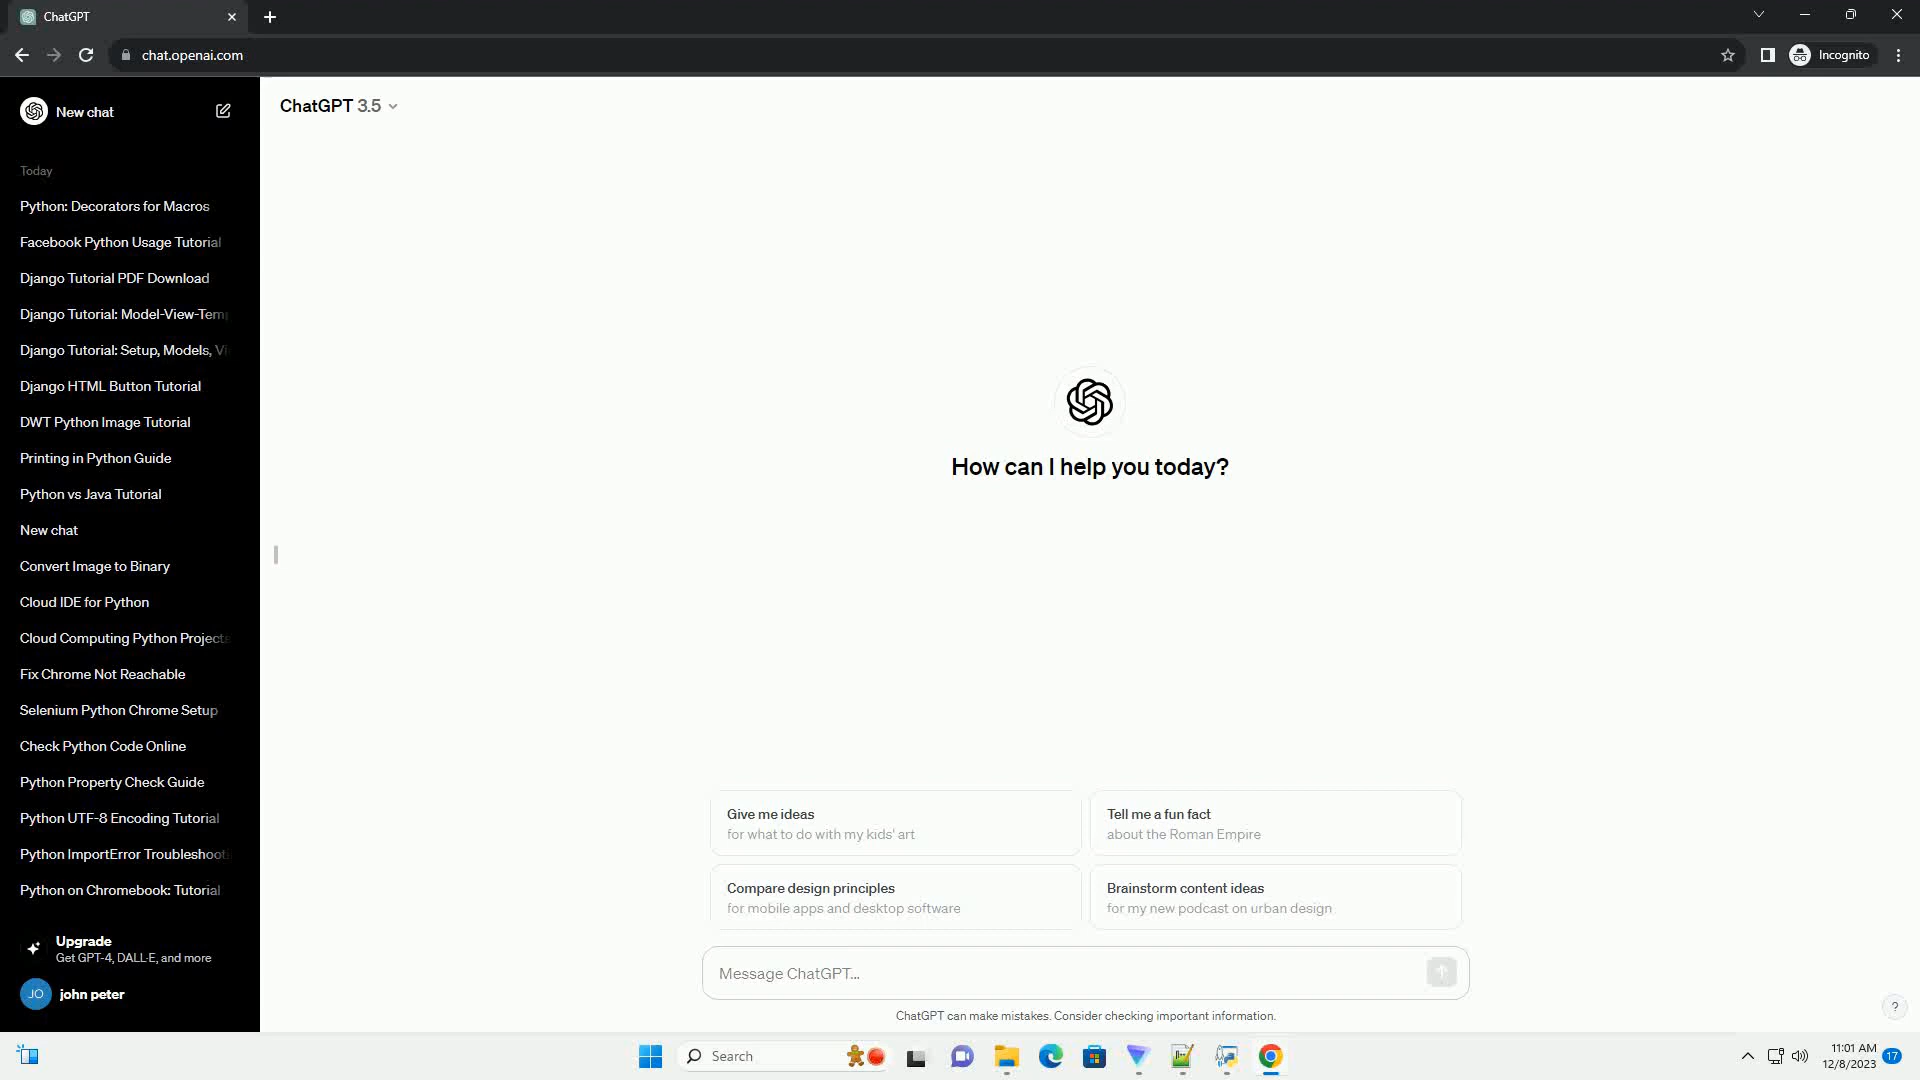 ChatGPT
chat.openai.com
Incognito
New chat
ChatGPT 3.5
Today
Python: Decorators for Macros
Facebook Python Usage Tutorial
Django Tutorial PDF Download
Django Tutorial: Model-View-Tem
Django Tutorial: Setup, Models, Vi
Django HTML Button Tutorial
DWT Python Image Tutorial
Printing in Python Guide
Python vs Java Tutorial
New chat
Convert Image to Binary
Cloud IDE for Python
Cloud Computing Python Projects
Fix Chrome Not Reachable
Selenium Python Chrome Setup
Check Python Code Online
Python Property Check Guide
Python UTF-8 Encoding Tutorial
Python ImportError Troubleshooti
Python on Chromebook: Tutorial
Upgrade
Get GPT-4, DALL·E, and more
JO john peter
How can I help you today?
Give me ideas
for what to do with my kids' art
Tell me a fun fact
about the Roman Empire
Compare design principles
for mobile apps and desktop software
Brainstorm content ideas
for my new podcast on urban design
Message ChatGPT...
ChatGPT can make mistakes. Consider checking important information.
?
Search
11:01 AM
12/8/2023
17